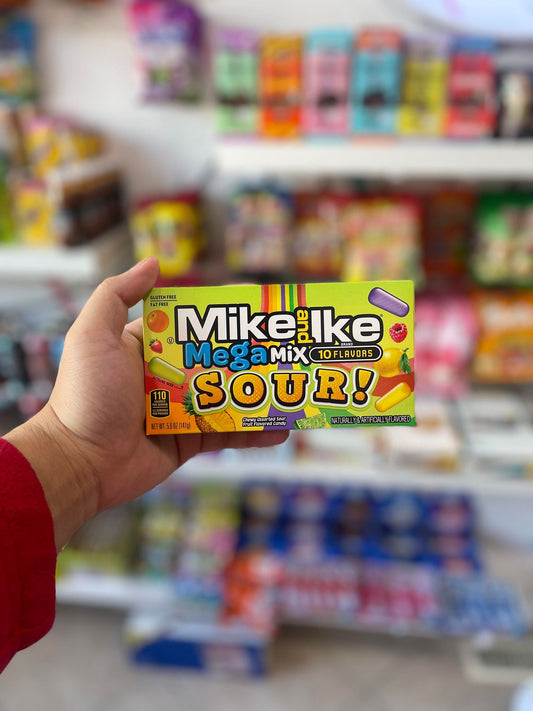 GLUTEN FREE
FAT FREE
Mike and Ike
BRAND
Mega MIX 10 FLAVORS
SOUR!
110
NET WT. 5.0 OZ (141g)
Chewy Assorted Sour
Fruit Flavored Candy
NATURALLY & ARTIFICIALLY FLAVORED